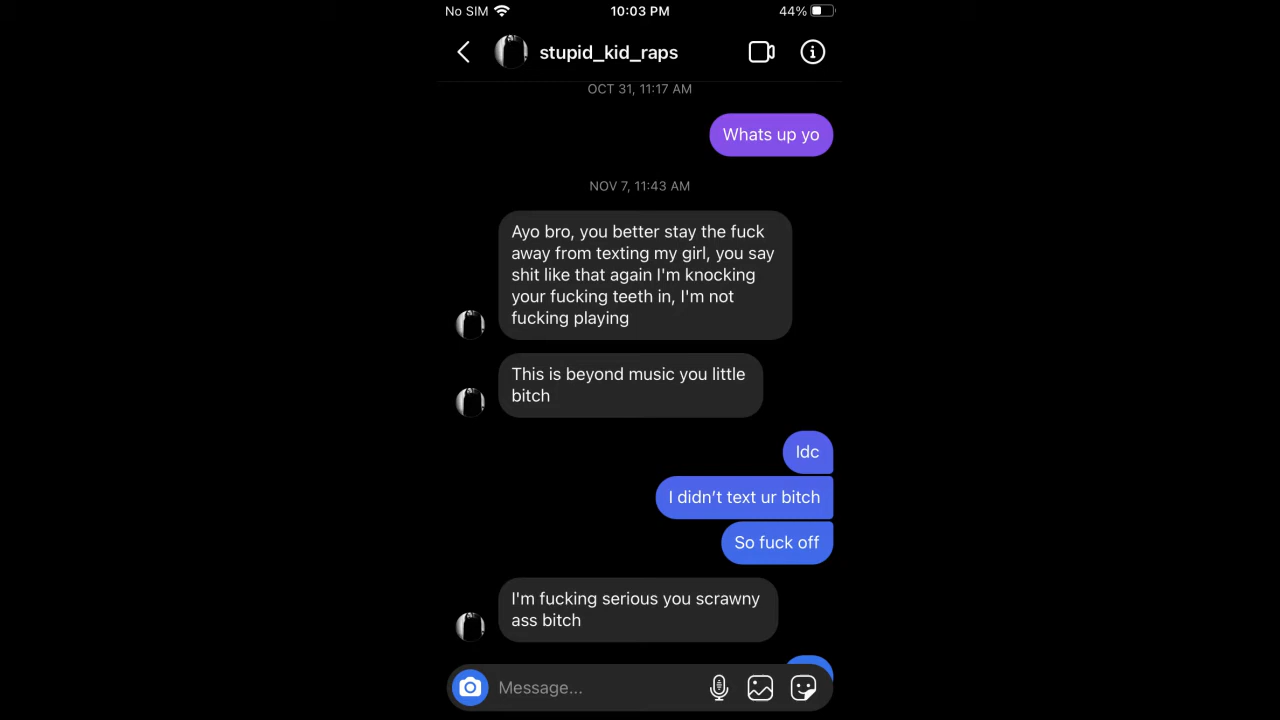 No SIM 10:03 PM 44%
stupid_kid_raps
OCT 31, 11:17 AM
Whats up yo
NOV 7, 11:43 AM
Ayo bro, you better stay the fuck
away from texting my girl, you say
shit like that again I'm knocking
your fucking teeth in, I'm not
fucking playing
This is beyond music you little
bitch
Idc
I didn’t text ur bitch
So fuck off
I'm fucking serious you scrawny
ass bitch
Message...